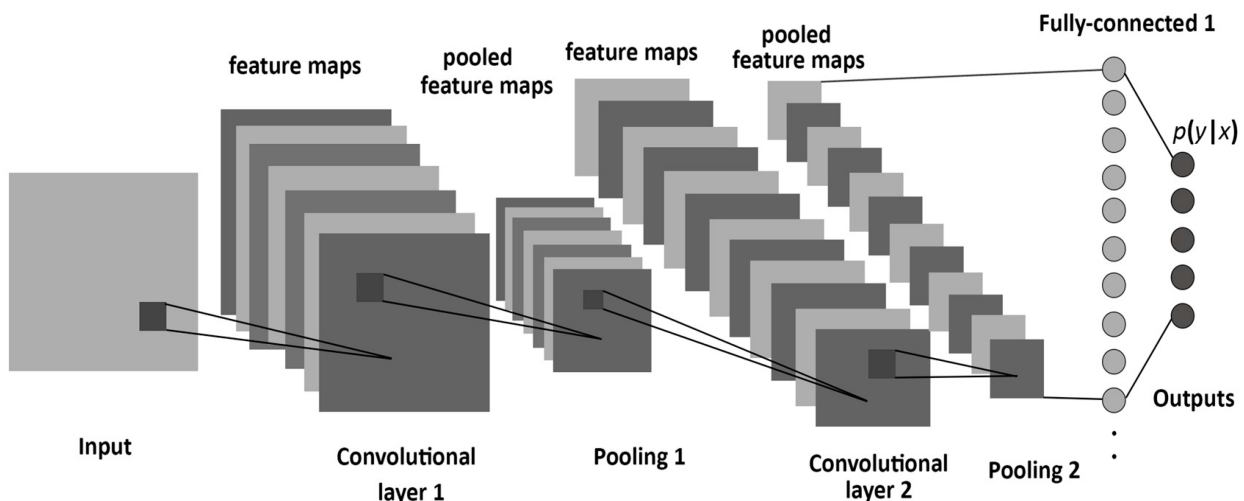 Fully-connected 1
pooled
feature maps
feature maps
pooled
feature maps
feature maps
p(y|x)
Outputs
Input
Convolutional
layer 1
Pooling 1
Convolutional
layer 2
Pooling 2